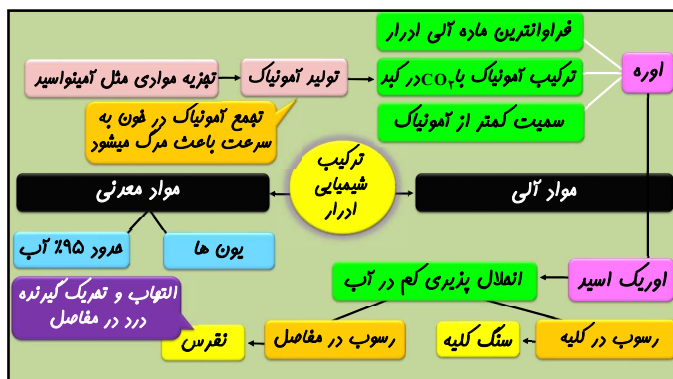 فراوانترین ماده آلی ادرار
اوره
ترکیب آمونیاک با CO۲ در کبد
تولید آمونیاک
تجزیه موادی مثل آمینواسید
سمیت کمتر از آمونیاک
تجمع آمونیاک در خون به
سرعت باعث مرگ میشود
ترکیب
شیمیایی
ادرار
مواد آلی
مواد معدنی
یون ها
حدود ۹۵٪ آب
اوریک اسید
انحلال پذیری کم در آب
التهاب و تحریک گیرنده
درد در مفاصل
رسوب در کلیه
سنگ کلیه
رسوب در مفاصل
نقرس